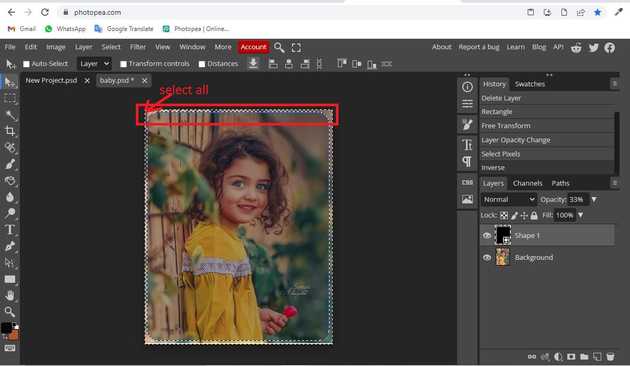 photopea.com
Gmail WhatsApp Google Translate Photopea | Online...
File Edit Image Layer Select Filter View Window More Account About Report a bug Learn Blog API
Auto-Select Layer Transform controls Distances
New Project.psd baby.psd *
select all
History Swatches
Delete Layer
Rectangle
Free Transform
Layer Opacity Change
Select Pixels
Inverse
CSS
Layers Channels Paths
Normal Opacity: 33%
Lock: Fill: 100%
Shape 1
Background